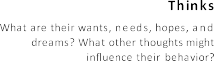 Thinks
What are their wants, needs, hopes, and
dreams? What other thoughts might
influence their behavior?